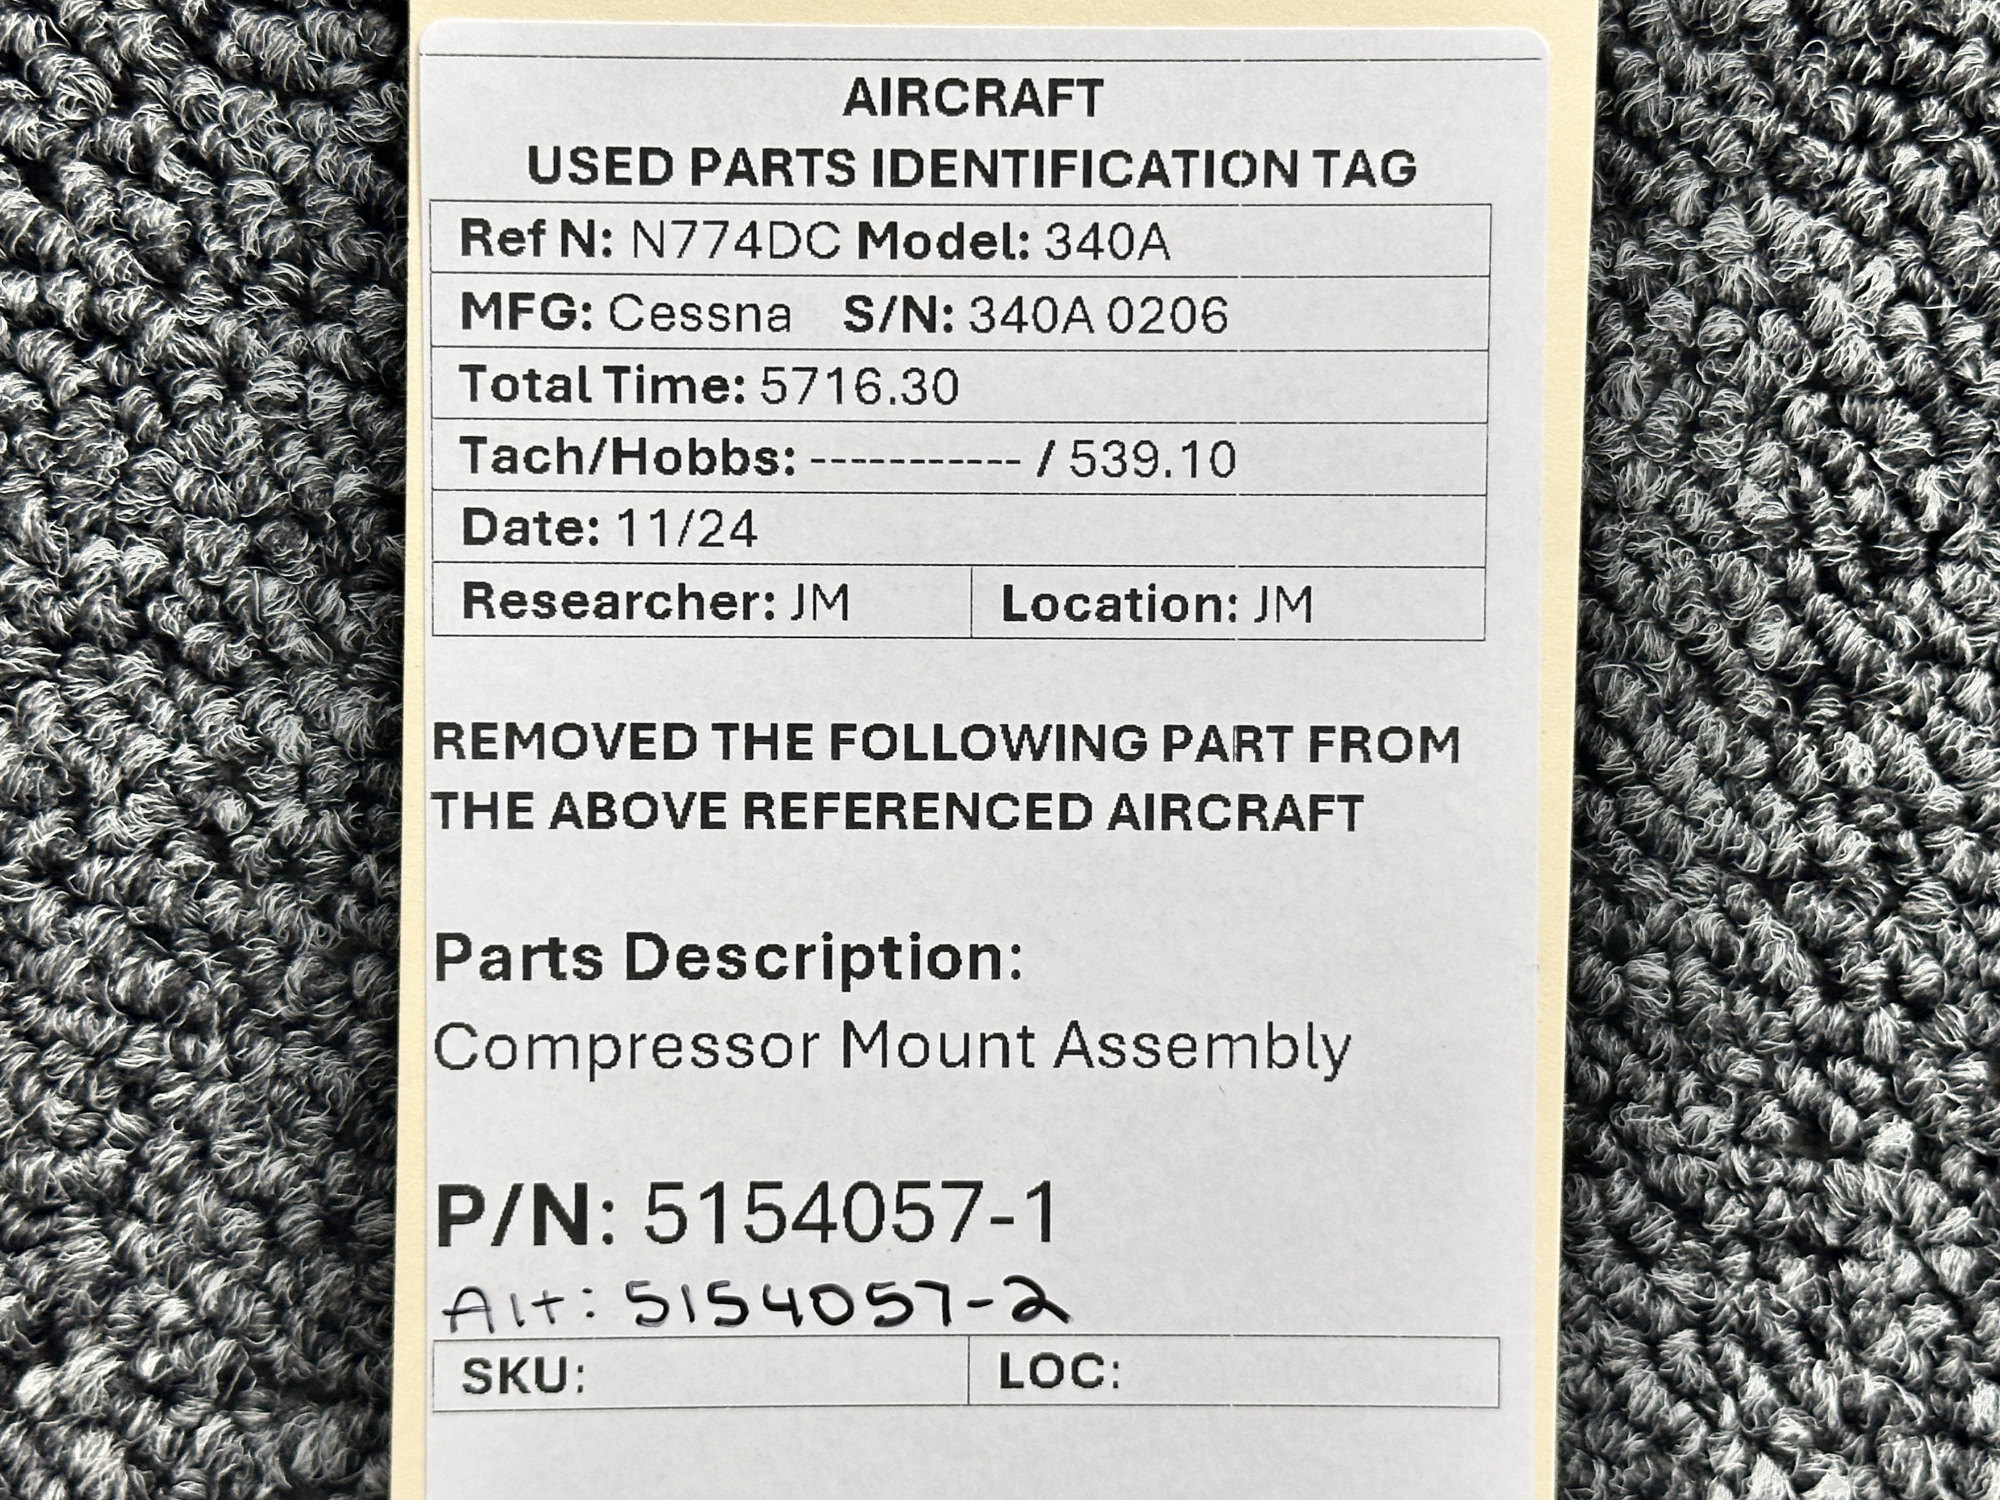 AIRCRAFT
USED PARTS IDENTIFICATION TAG
Ref N: N774DC Model: 340A
MFG: Cessna S/N: 340A 0206
Total Time: 5716.30
Tach/Hobbs: ----------- / 539.10
Date: 11/24
Researcher: JM Location: JM
REMOVED THE FOLLOWING PART FROM
THE ABOVE REFERENCED AIRCRAFT
Parts Description:
Compressor Mount Assembly
P/N: 5154057-1
Alt: 5154057-2
SKU: LOC: